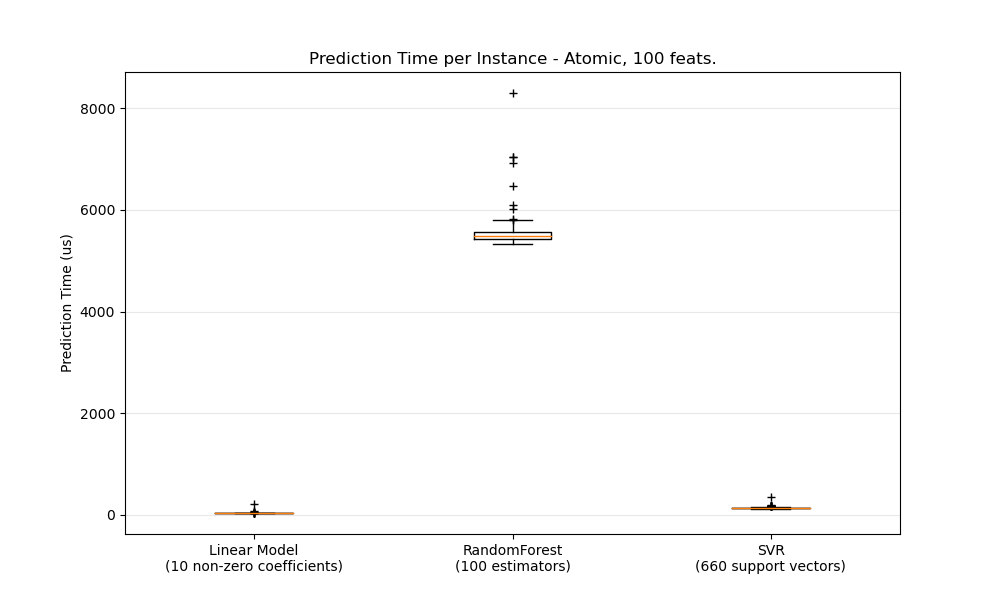 Prediction Time per Instance - Atomic, 100 feats.
Prediction Time (us)
8000
6000
4000
2000
0
Linear Model
(10 non-zero coefficients)
RandomForest
(100 estimators)
SVR
(660 support vectors)